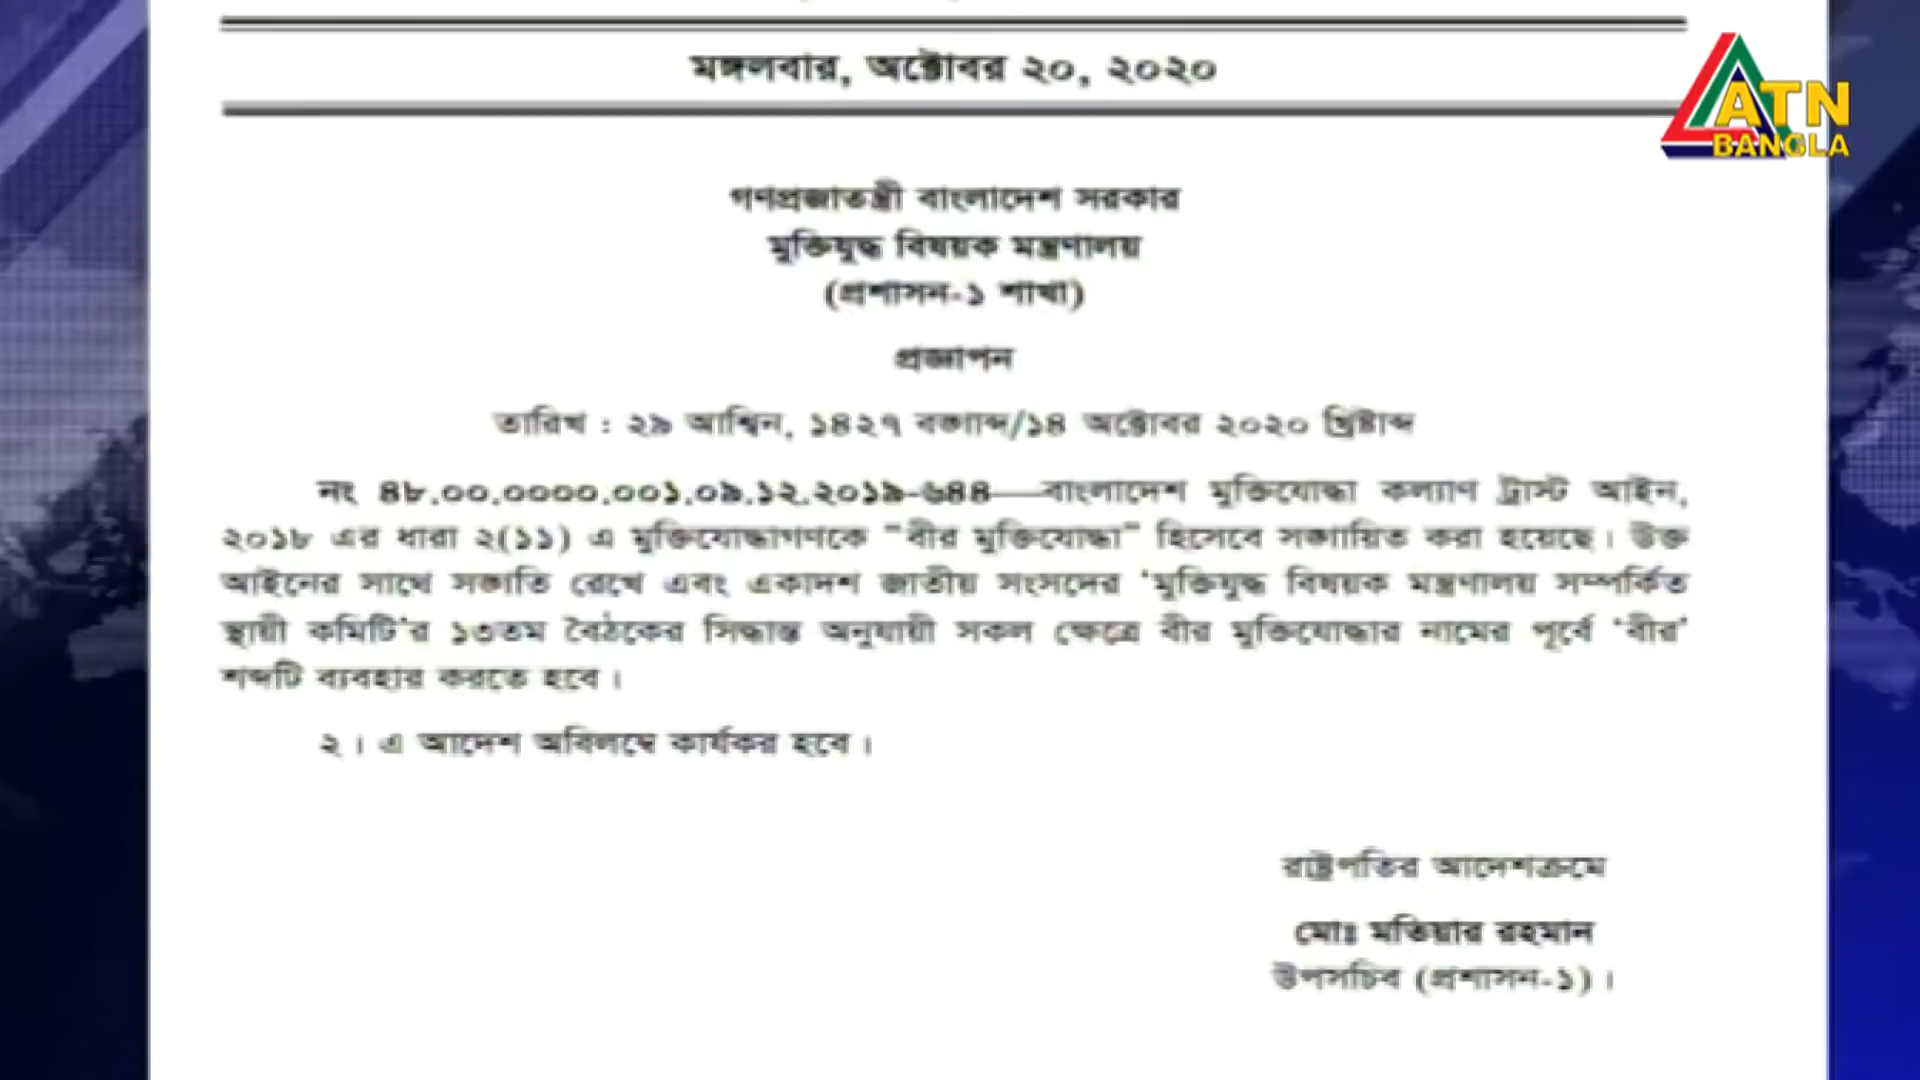 মঙ্গলবার, অক্টোবর ২০, ২০২০
ATN
BANGLA
গণপ্রজাতন্ত্রী বাংলাদেশ সরকার
মুক্তিযুদ্ধ বিষয়ক মন্ত্রণালয়
(প্রশাসন-১ শাখা)
প্রজ্ঞাপন
তারিখ : ২৯ আশ্বিন, ১৪২৭ বঙ্গাব্দ/১৪ অক্টোবর ২০২০ খ্রিষ্টাব্দ
নং ৪৮.০০.০০০০.০০১.০৯.১২.২০১৯-৬৪৪—বাংলাদেশ মুক্তিযোদ্ধা কল্যাণ ট্রাস্ট আইন,
২০১৮ এর ধারা ২(১১) এ মুক্তিযোদ্ধাগণকে “বীর মুক্তিযোদ্ধা” হিসেবে সঙ্গায়িত করা হয়েছে। উক্ত
আইনের সাথে সঙ্গতি রেখে এবং একাদশ জাতীয় সংসদের ‘মুক্তিযুদ্ধ বিষয়ক মন্ত্রণালয় সম্পর্কিত
স্থায়ী কমিটি’র ১৩তম বৈঠকের সিদ্ধান্ত অনুযায়ী সকল ক্ষেত্রে বীর মুক্তিযোদ্ধার নামের পূর্বে ‘বীর’
শব্দটি ব্যবহার করতে হবে।
২। এ আদেশ অবিলম্বে কার্যকর হবে।
রাষ্ট্রপতির আদেশক্রমে
মোঃ মতিয়ার রহমান
উপসচিব (প্রশাসন-১)।